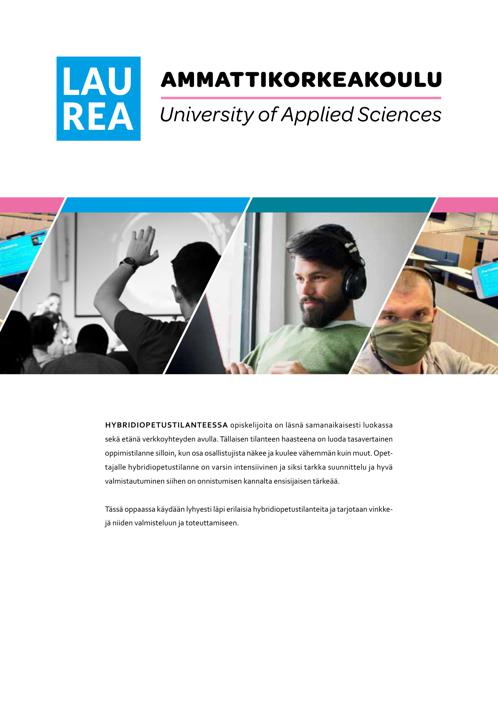 LAU
REA
AMMATTIKORKEAKOULU
University of Applied Sciences
HYBRIDIOPETUSTILANTEESSA opiskelijoita on läsnä samanaikaisesti luokassa
sekä etänä verkkoyhteyden avulla. Tällaisen tilanteen haasteena on luoda tasavertainen
oppimistilanne silloin, kun osa osallistujista näkee ja kuulee vähemmän kuin muut. Opet-
tajalle hybridiopetustilanne on varsin intensiivinen ja siksi tarkka suunnittelu ja hyvä
valmistautuminen siihen on onnistumisen kannalta ensisijaisen tärkeää.
Tässä oppaassa käydään lyhyesti läpi erilaisia hybridiopetustilanteita ja tarjotaan vinkke-
jä niiden valmisteluun ja toteuttamiseen.